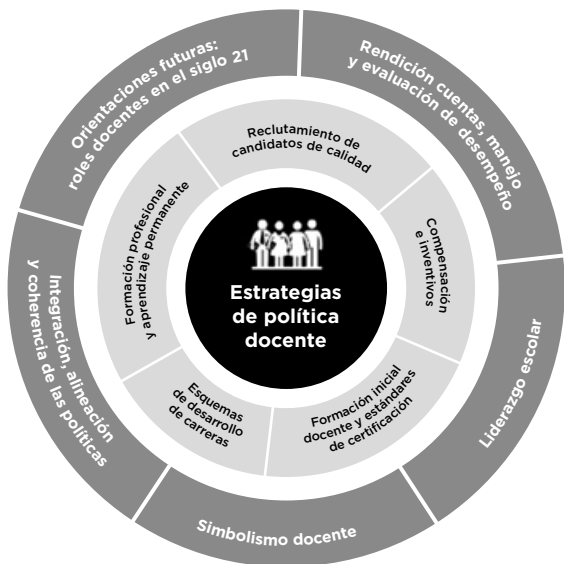 Orientaciones futuras:
roles docentes en el siglo 21
Rendición cuentas, manejo
y evaluación de desempeño
Liderazgo escolar
Simbolismo docente
Integración, alineación
y coherencia de las políticas
Reclutamiento de
candidatos de calidad
Compensación
e inventivos
Formación inicial
docente y estándares
de certificación
Esquemas
de desarrollo
de carreras
Formación profesional
y aprendizaje permanente
Estrategias
de política
docente